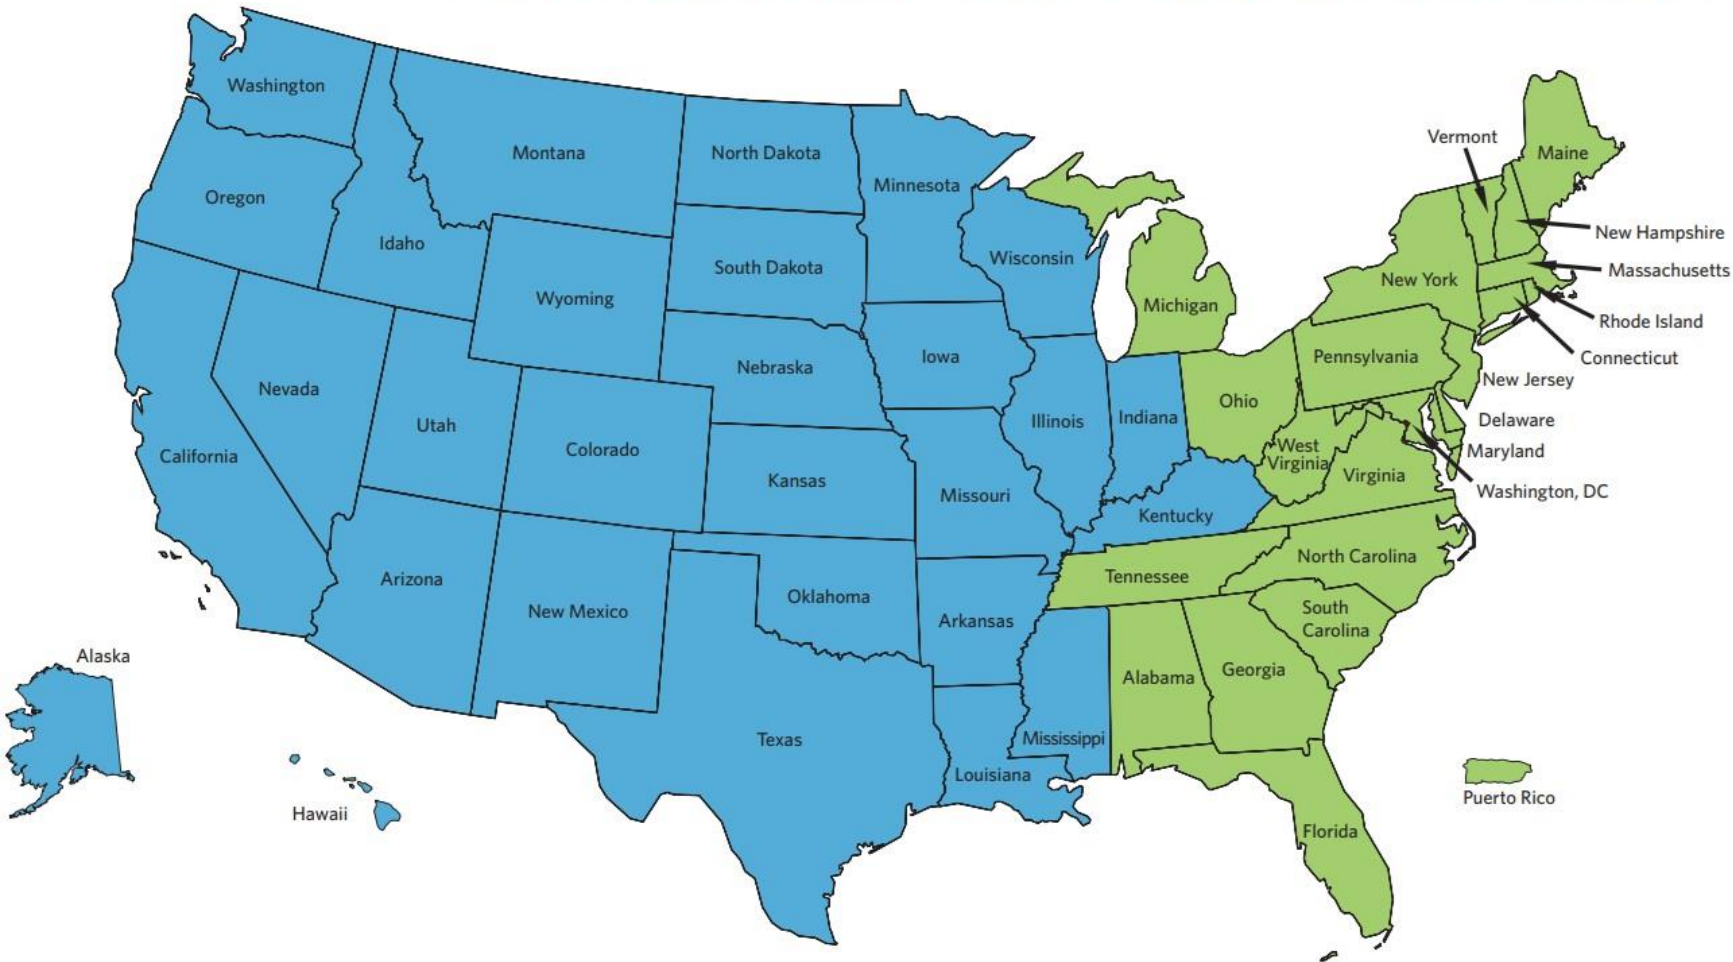 Washington
Montana
North Dakota
Minnesota
Vermont
Maine
Oregon
Idaho
Wyoming
South Dakota
Wisconsin
Michigan
New York
New Hampshire
Massachusetts
Rhode Island
Connecticut
Nevada
Utah
Colorado
Nebraska
Iowa
Illinois
Indiana
Ohio
Pennsylvania
New Jersey
Delaware
Maryland
Washington, DC
West
Virginia
Virginia
California
Kansas
Missouri
Kentucky
Arizona
New Mexico
Oklahoma
Arkansas
Tennessee
North Carolina
South
Carolina
Alaska
Hawaii
Texas
Louisiana
Mississippi
Alabama
Georgia
Florida
Puerto Rico